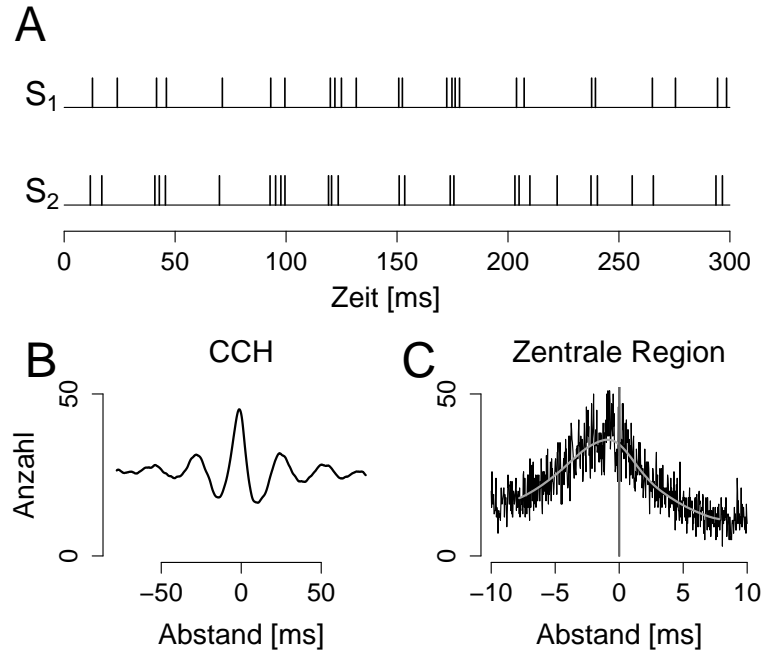 A
S1
S2
0 50 100 150 200 250 300
Zeit [ms]
B
CCH
50
0
Anzahl
−50 0 50
Abstand [ms]
C
Zentrale Region
50
0
−10 −5 0 5 10
Abstand [ms]